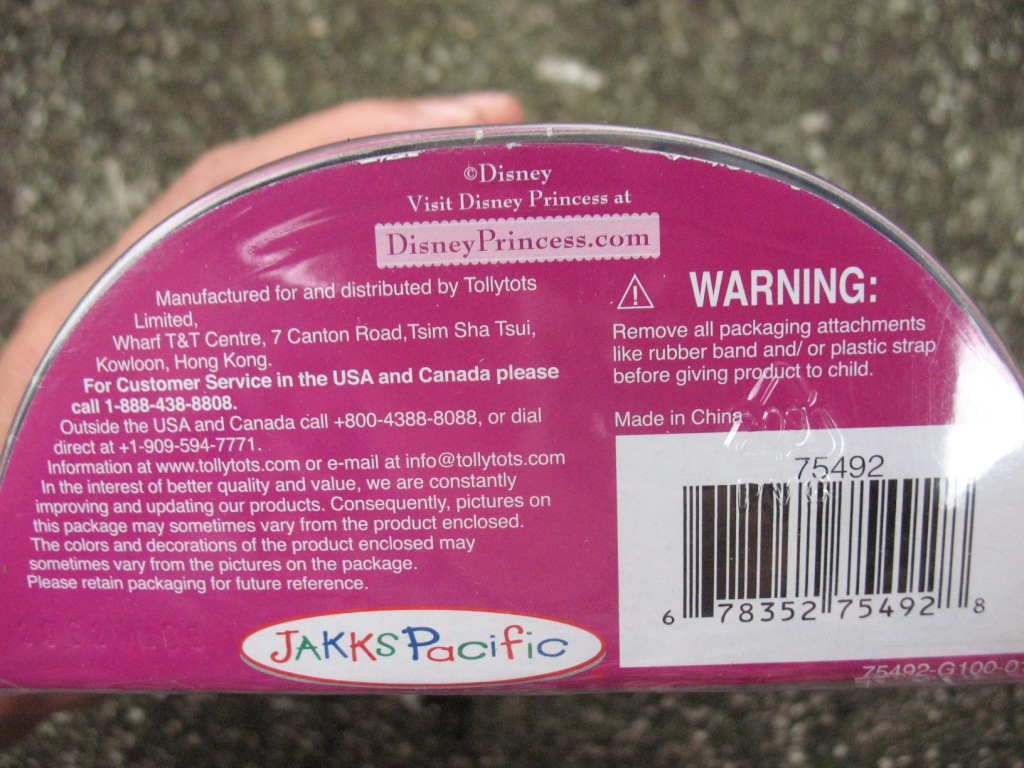 ©Disney
Visit Disney Princess at
DisneyPrincess.com
Manufactured for and distributed by Tollytots
Limited,
Wharf T&T Centre, 7 Canton Road,Tsim Sha Tsui,
Kowloon, Hong Kong.
For Customer Service in the USA and Canada please
call 1-888-438-8808.
Outside the USA and Canada call +800-4388-8088, or dial
direct at +1-909-594-7771.
Information at www.tollytots.com or e-mail at info@tollytots.com
In the interest of better quality and value, we are constantly
improving and updating our products. Consequently, pictures on
this package may sometimes vary from the product enclosed.
The colors and decorations of the product enclosed may
sometimes vary from the pictures on the package.
Please retain packaging for future reference.
JAKKS Pacific
WARNING:
Remove all packaging attachments
like rubber band and/ or plastic strap
before giving product to child.
Made in China
75492
6 78352 75492 8